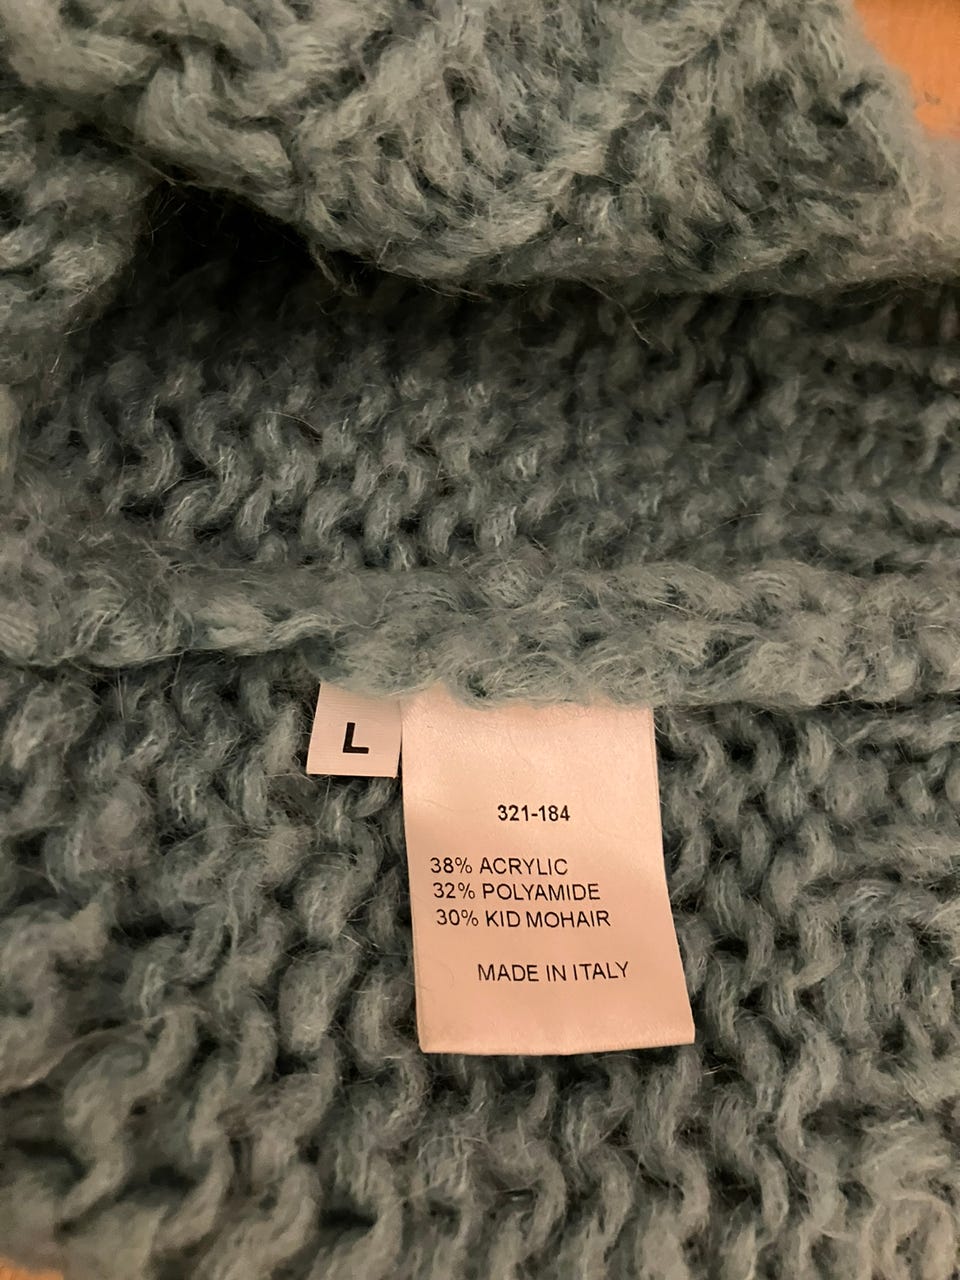 L
321-184
38% ACRYLIC
32% POLYAMIDE
30% KID MOHAIR
MADE IN ITALY